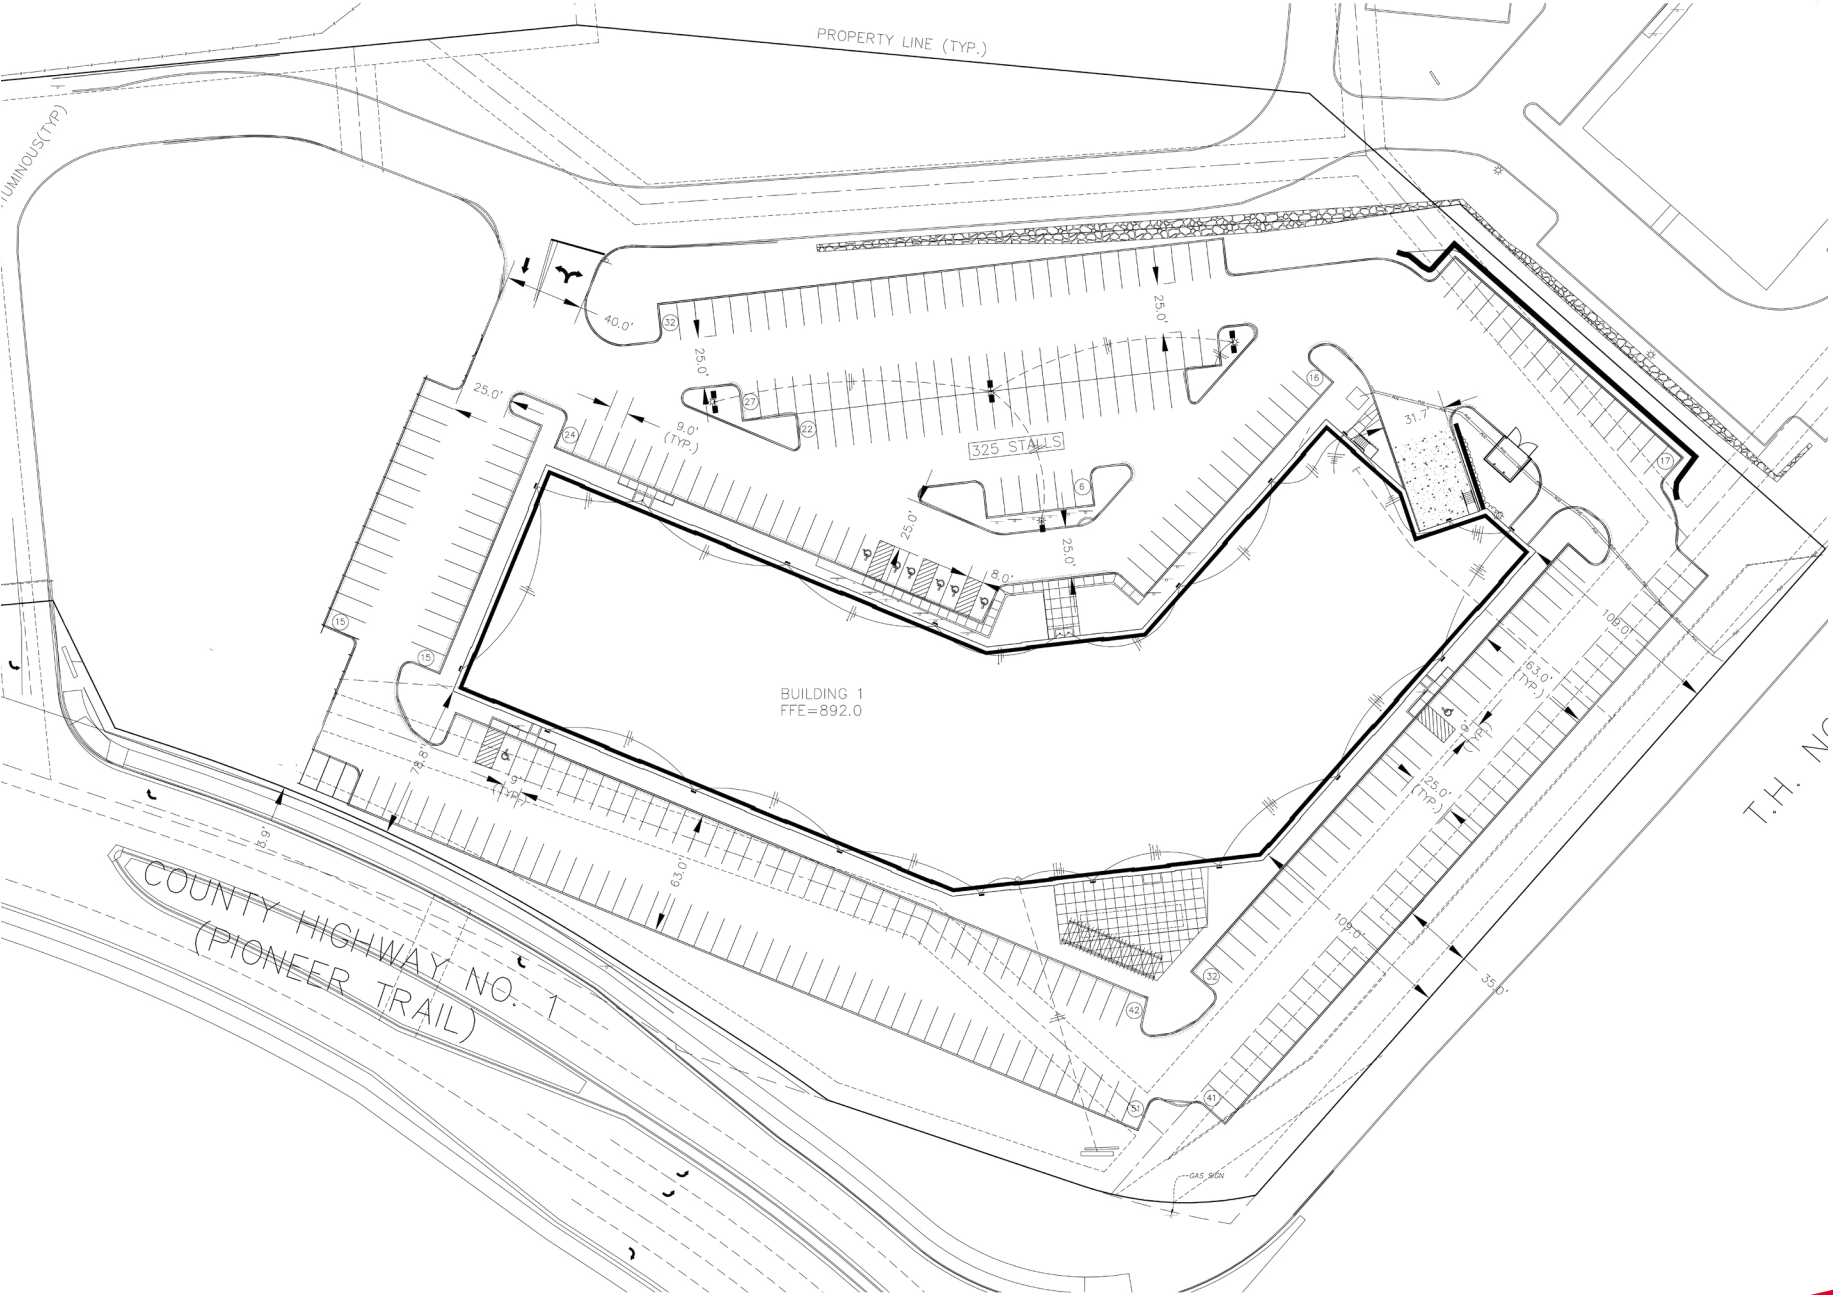 PROPERTY LINE (TYP.)
TUMINOUS(TYP)
40.0'
32
25.0'
25.0'
25.0'
27
22
24
9.0'
(TYP.)
325 STALLS
16
31.7'
17
6
25.0'
25.0'
8.0'
15
15
109.0'
63.0'
(TYP.)
BUILDING 1
FFE=892.0
9'
(TYP.)
78.8'
9'
(TYP.)
25.0'
(TYP.)
T.H. NO
63.0'
COUNTY HIGHWAY NO. 1
(PIONEER TRAIL)
109.0'
35.0'
32
42
51
41
GAS SIGN